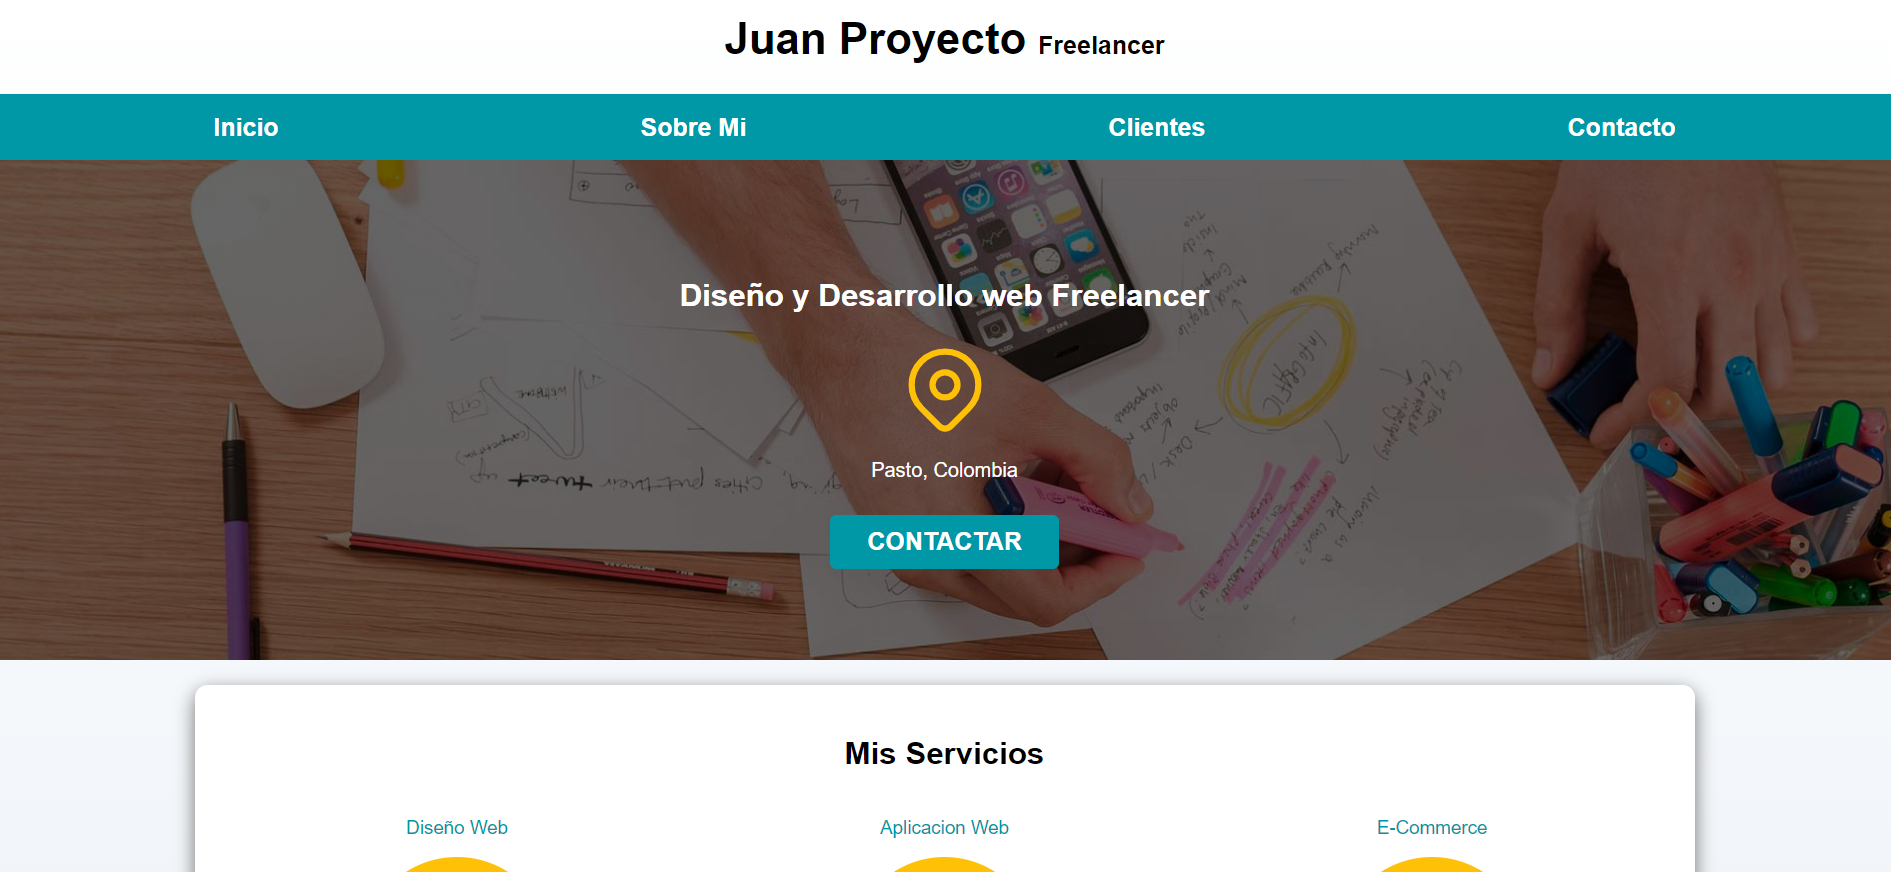 Juan Proyecto Freelancer
Inicio
Sobre Mi
Clientes
Contacto
Diseño y Desarrollo web Freelancer
Pasto, Colombia
CONTACTAR
Mis Servicios
Diseño Web
Aplicacion Web
E-Commerce